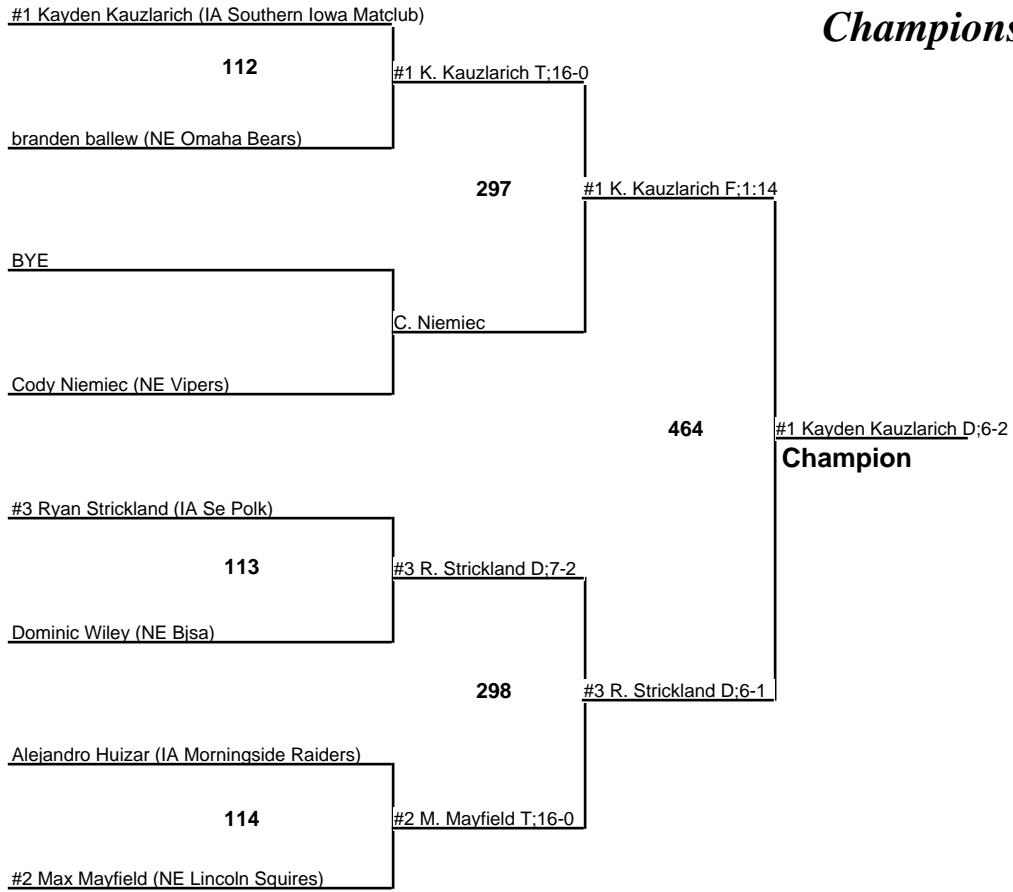 #1 Kayden Kauzlarich (IA Southern Iowa Matclub)
Champions
112
#1 K. Kauzlarich T;16-0
branden ballew (NE Omaha Bears)
297
#1 K. Kauzlarich F;1:14
BYE
C. Niemiec
Cody Niemiec (NE Vipers)
464
#1 Kayden Kauzlarich D;6-2
Champion
#3 Ryan Strickland (IA Se Polk)
113
#3 R. Strickland D;7-2
Dominic Wiley (NE Bjsa)
298
#3 R. Strickland D;6-1
Alejandro Huizar (IA Morningside Raiders)
114
#2 M. Mayfield T;16-0
#2 Max Mayfield (NE Lincoln Squires)